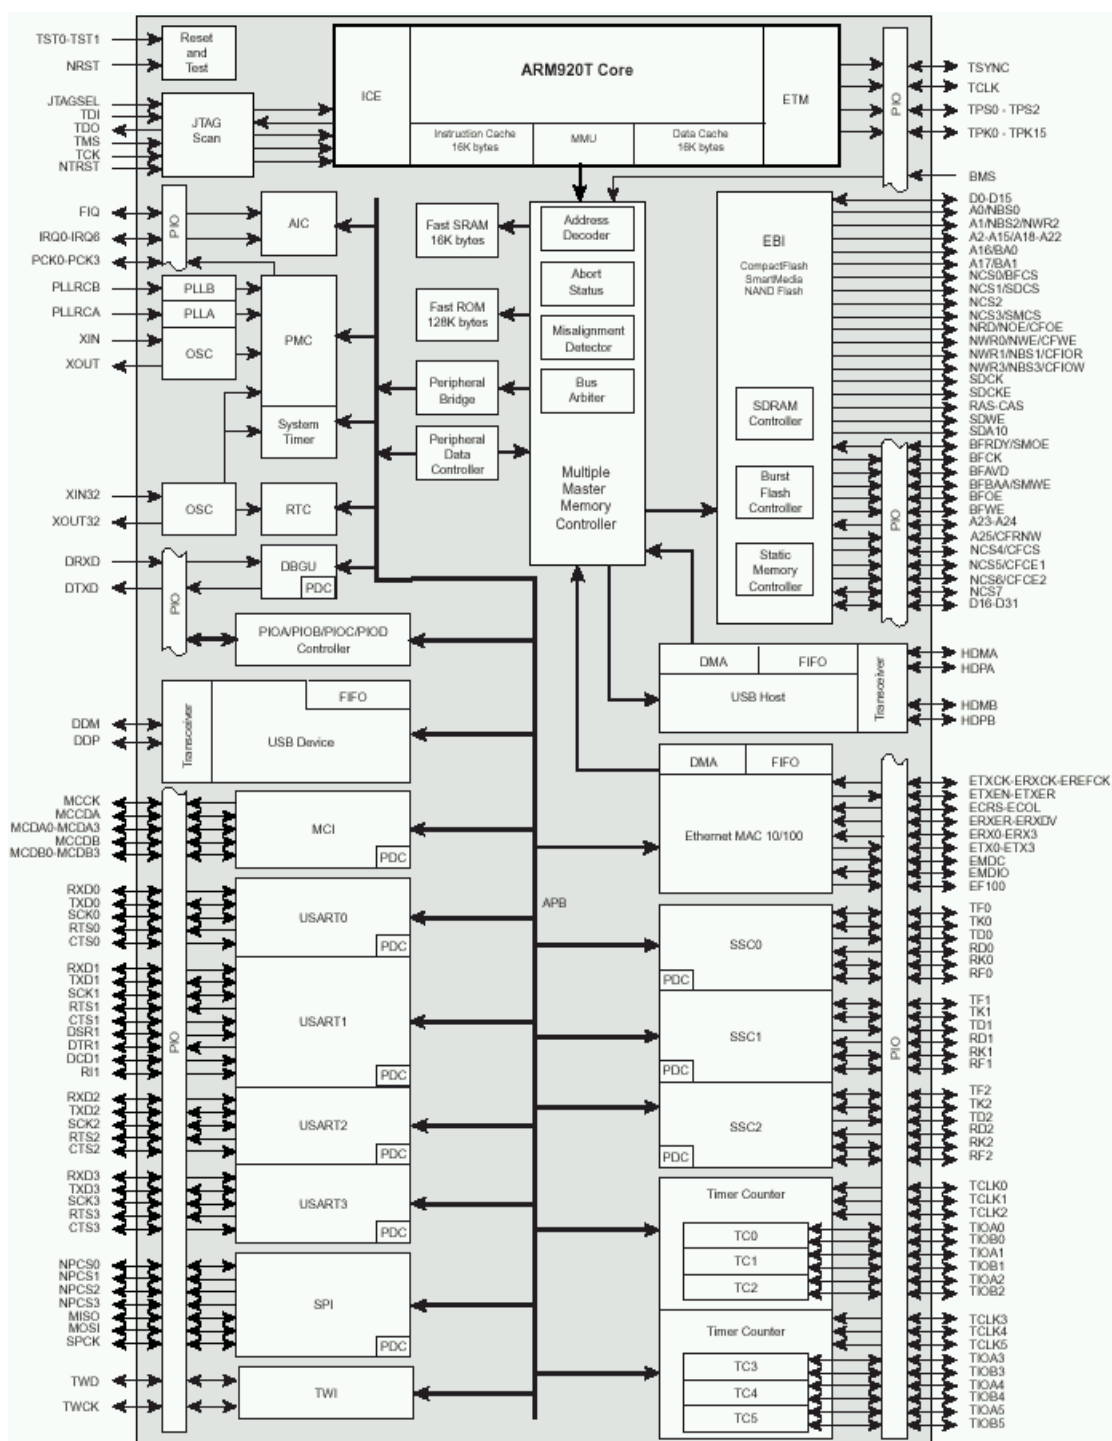 TST0-TST1
NRST
Reset
and
Test
JTAGSEL
TDI
TDO
TMS
TCK
NTRST
JTAG
Scan
ICE
ARM920T Core
Instruction Cache
16K bytes
MMU
Data Cache
16K bytes
ETM
PIO
TSYNC
TCLK
TPS0 - TPS2
TPK0 - TPK15
BMS
FIQ
IRQ0-IRQ6
PCK0-PCK3
PLLRCB
PLLRCA
XIN
XOUT
PIO
AIC
PLLB
PLLA
OSC
PMC
System
Timer
XIN32
XOUT32
OSC
RTC
DRXD
DTXD
PIO
DBGU
PDC
PIOA/PIOB/PIOC/PIOD
Controller
Fast SRAM
16K bytes
Fast ROM
128K bytes
Peripheral
Bridge
Peripheral
Data
Controller
Address
Decoder
Abort
Status
Misalignment
Detector
Bus
Arbiter
Multiple
Master
Memory
Controller
EBI
CompactFlash
SmartMedia
NAND Flash
SDRAM
Controller
Burst
Flash
Controller
Static
Memory
Controller
D0-D15
A0/NBS0
A1/NBS2/NWR2
A2-A15/A18-A22
A16/BA0
A17/BA1
NCS0/BFCS
NCS1/SDCS
NCS2
NCS3/SMCS
NRD/NOE/CFOE
NWR0/NWE/CFWE
NWR1/NBS1/CFIOR
NWR3/NBS3/CFIOW
SDCK
SDCKE
RAS-CAS
SDWE
SDA10
PIO
BFRDY/SMOE
BFCK
BFAVD
BFBAA/SMWE
BFOE
BFWE
A23-A24
A25/CFRNW
NCS4/CFCS
NCS5/CFCE1
NCS6/CFCE2
NCS7
D16-D31
DMA
FIFO
USB Host
Transceiver
HDMA
HDPA
HDMB
HDPB
DDM
DDP
Transceiver
FIFO
USB Device
DMA
FIFO
Ethernet MAC 10/100
PIO
ETXCK-ERXCK-EREFCK
ETXEN-ETXER
ECRS-ECOL
ERXER-ERXDV
ERX0-ERX3
ETX0-ETX3
EMDC
EMDIO
EF100
MCCK
MCCDA
MCDA0-MCDA3
MCCDB
MCDB0-MCDB3
MCI
PDC
RXD0
TXD0
SCK0
RTS0
CTS0
USART0
PDC
RXD1
TXD1
SCK1
RTS1
CTS1
DSR1
DTR1
DCD1
RI1
PIO
USART1
PDC
RXD2
TXD2
SCK2
RTS2
CTS2
USART2
PDC
RXD3
TXD3
SCK3
RTS3
CTS3
USART3
PDC
NPCS0
NPCS1
NPCS2
NPCS3
MISO
MOSI
SPCK
SPI
PDC
TWD
TWCK
TWI
APB
SSC0
PDC
TF0
TK0
TD0
RD0
RK0
RF0
SSC1
PDC
TF1
TK1
TD1
RD1
RK1
RF1
SSC2
PDC
TF2
TK2
TD2
RD2
RK2
RF2
Timer Counter
TC0
TC1
TC2
TCLK0
TCLK1
TCLK2
TIOA0
TIOB0
TIOA1
TIOB1
TIOA2
TIOB2
Timer Counter
TC3
TC4
TC5
TCLK3
TCLK4
TCLK5
TIOA3
TIOB3
TIOA4
TIOB4
TIOA5
TIOB5
PIO